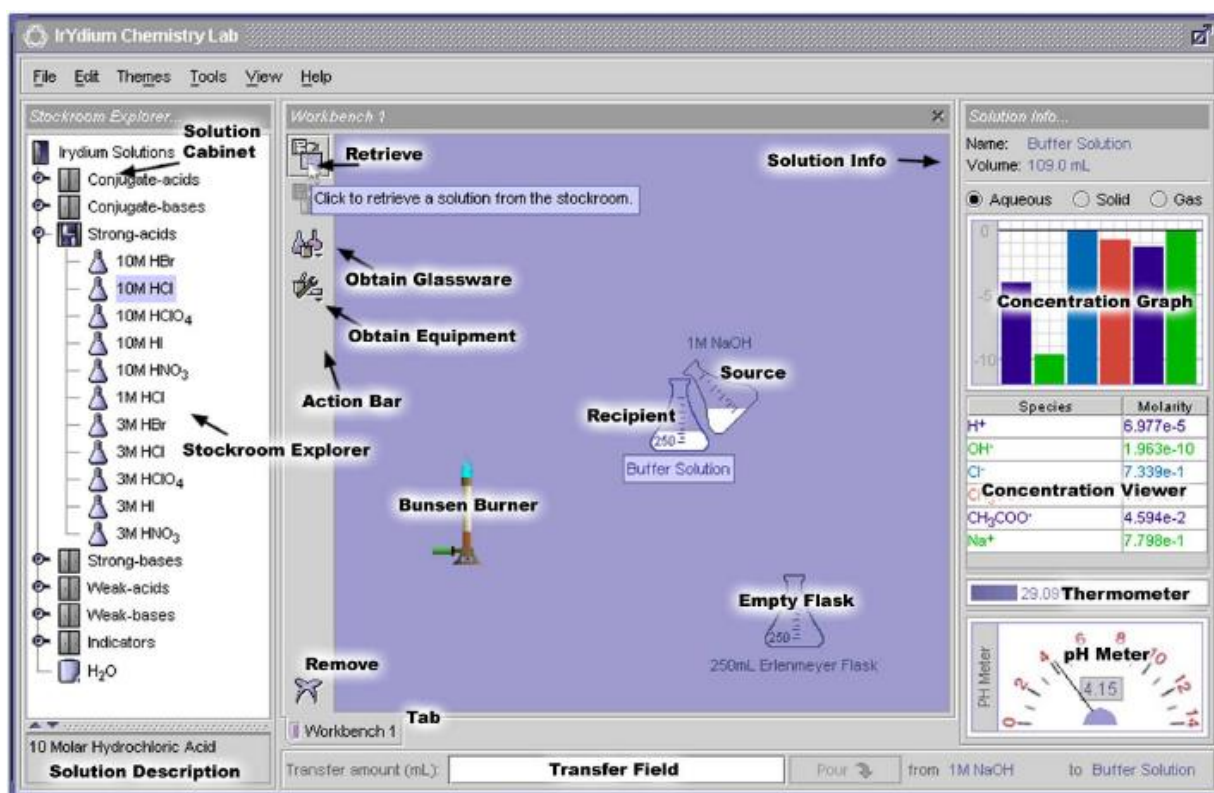 IrYdium Chemistry Lab
File Edit Themes Tools View Help
Stockroom Explorer...
Solution Cabinet
Irydium Solutions
Conjugate-acids
Conjugate-bases
Strong-acids
10M HBr
10M HCl
10M HClO₄
10M HI
10M HNO₃
1M HCl
3M HBr
3M HCl
3M HClO₄
3M HI
3M HNO₃
Stockroom Explorer
Strong-bases
Weak-acids
Weak-bases
Indicators
H₂O
10 Molar Hydrochloric Acid
Solution Description
Workbench 1
Retrieve
Click to retrieve a solution from the stockroom.
Obtain Glassware
Obtain Equipment
Action Bar
Solution Info
1M NaOH
Source
Recipient
250
Buffer Solution
Bunsen Burner
Empty Flask
250
250mL Erlenmeyer Flask
Remove
Tab
Workbench 1
Transfer amount (mL): Transfer Field Pour from 1M NaOH to Buffer Solution
Solution Info...
Name: Buffer Solution
Volume: 109.0 mL
Aqueous Solid Gas
0
-5
-10
Concentration Graph
Species Molarity
H⁺ 6.977e-5
OH⁻ 1.963e-10
Cl⁻ 7.339e-1
Concentration Viewer
CH₃COO⁻ 4.594e-2
Na⁺ 7.798e-1
29.09 Thermometer
PH Meter
pH Meter
0 2 4 6 8 10 12 14
4.15